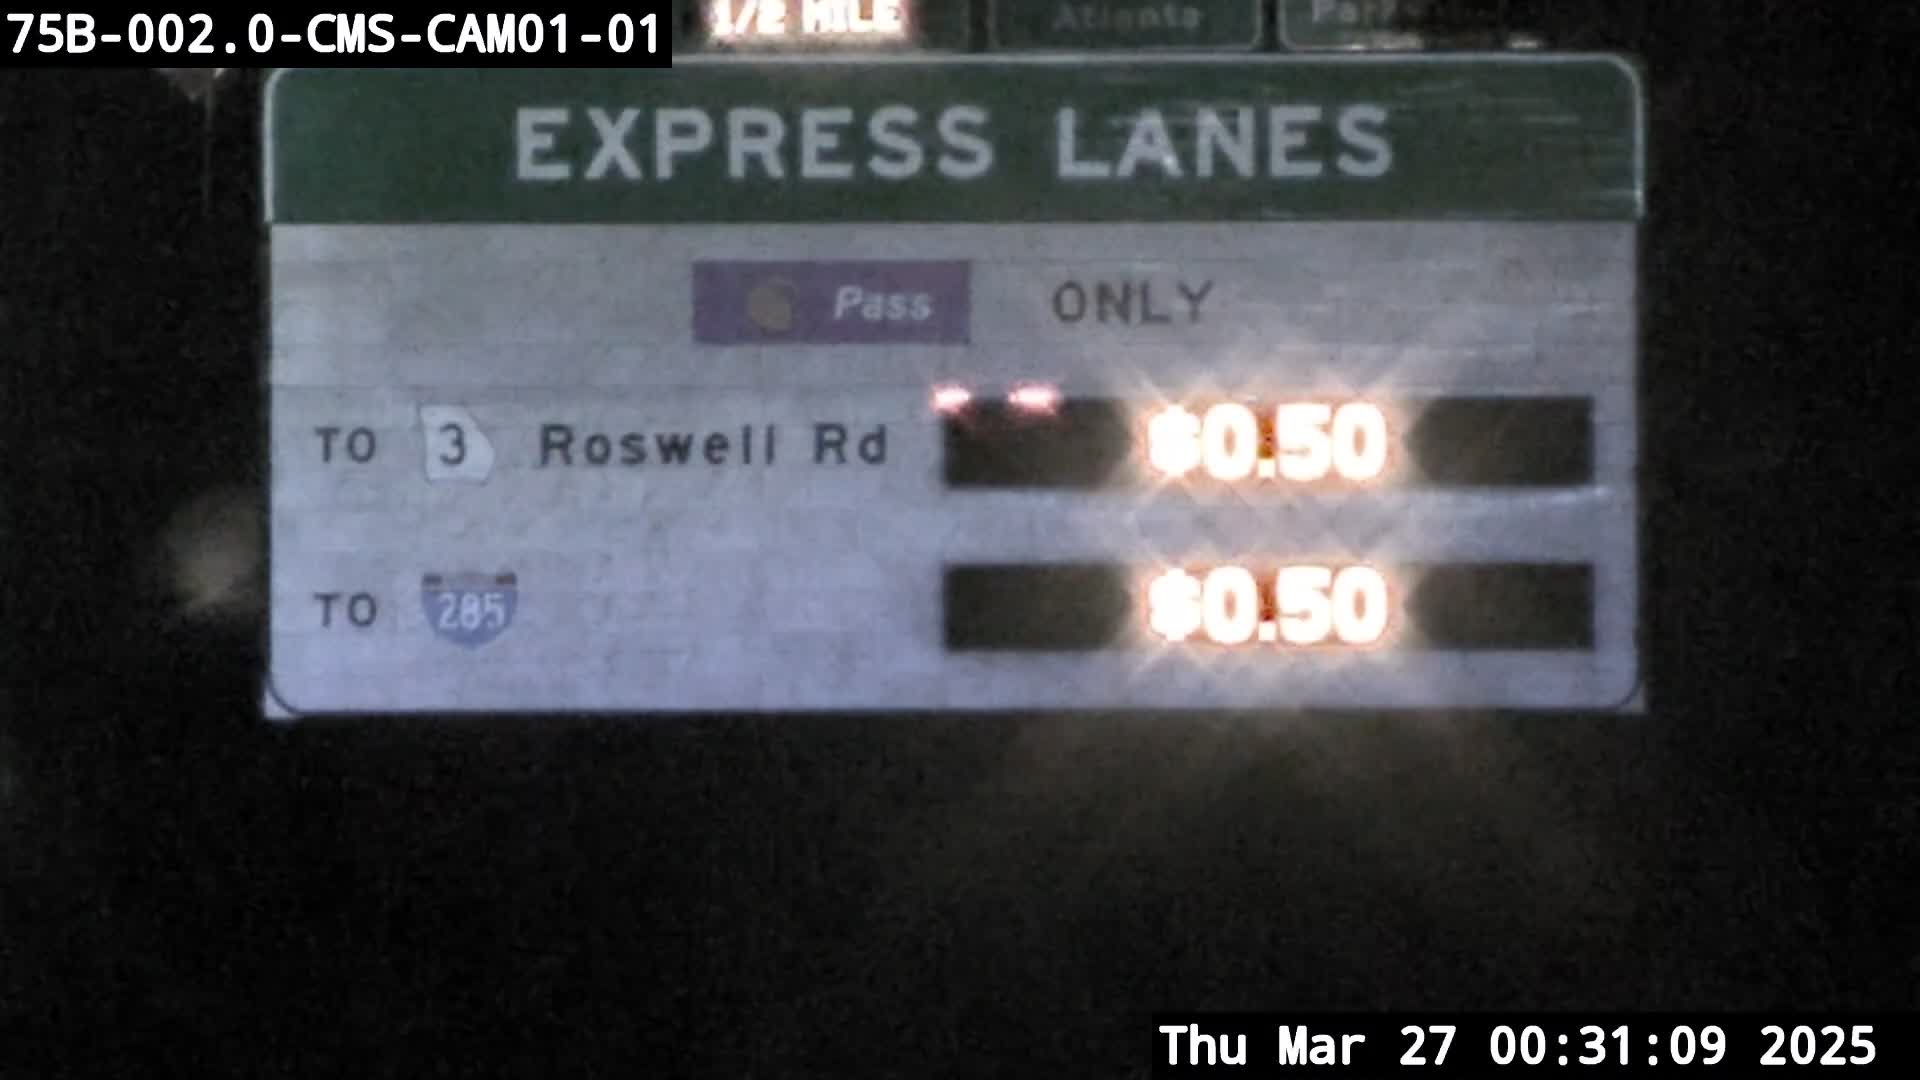 75B-002.0-CMS-CAM01-01
1/2 MILE
Atlanta
EXPRESS LANES
Pass ONLY
TO 3 Roswell Rd $0.50
TO 285 $0.50
Thu Mar 27 00:31:09 2025